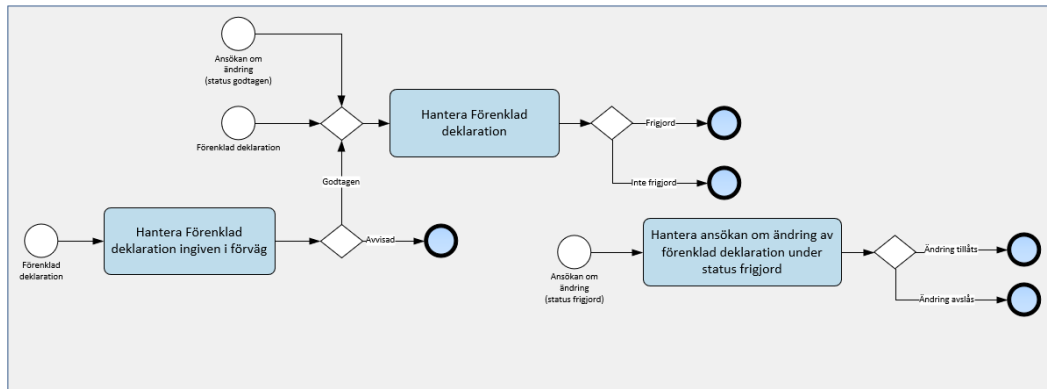 Ansökan om
ändring
(status godtagen)
Förenklad deklaration
Hantera Förenklad
deklaration
Frigjord
Inte frigjord
Godtagen
Förenklad
deklaration
Hantera Förenklad
deklaration ingiven i förväg
Avvisad
Ansökan om
ändring
(status frigjord)
Hantera ansökan om ändring av
förenklad deklaration under
status frigjord
Ändring tillåts
Ändring avslås